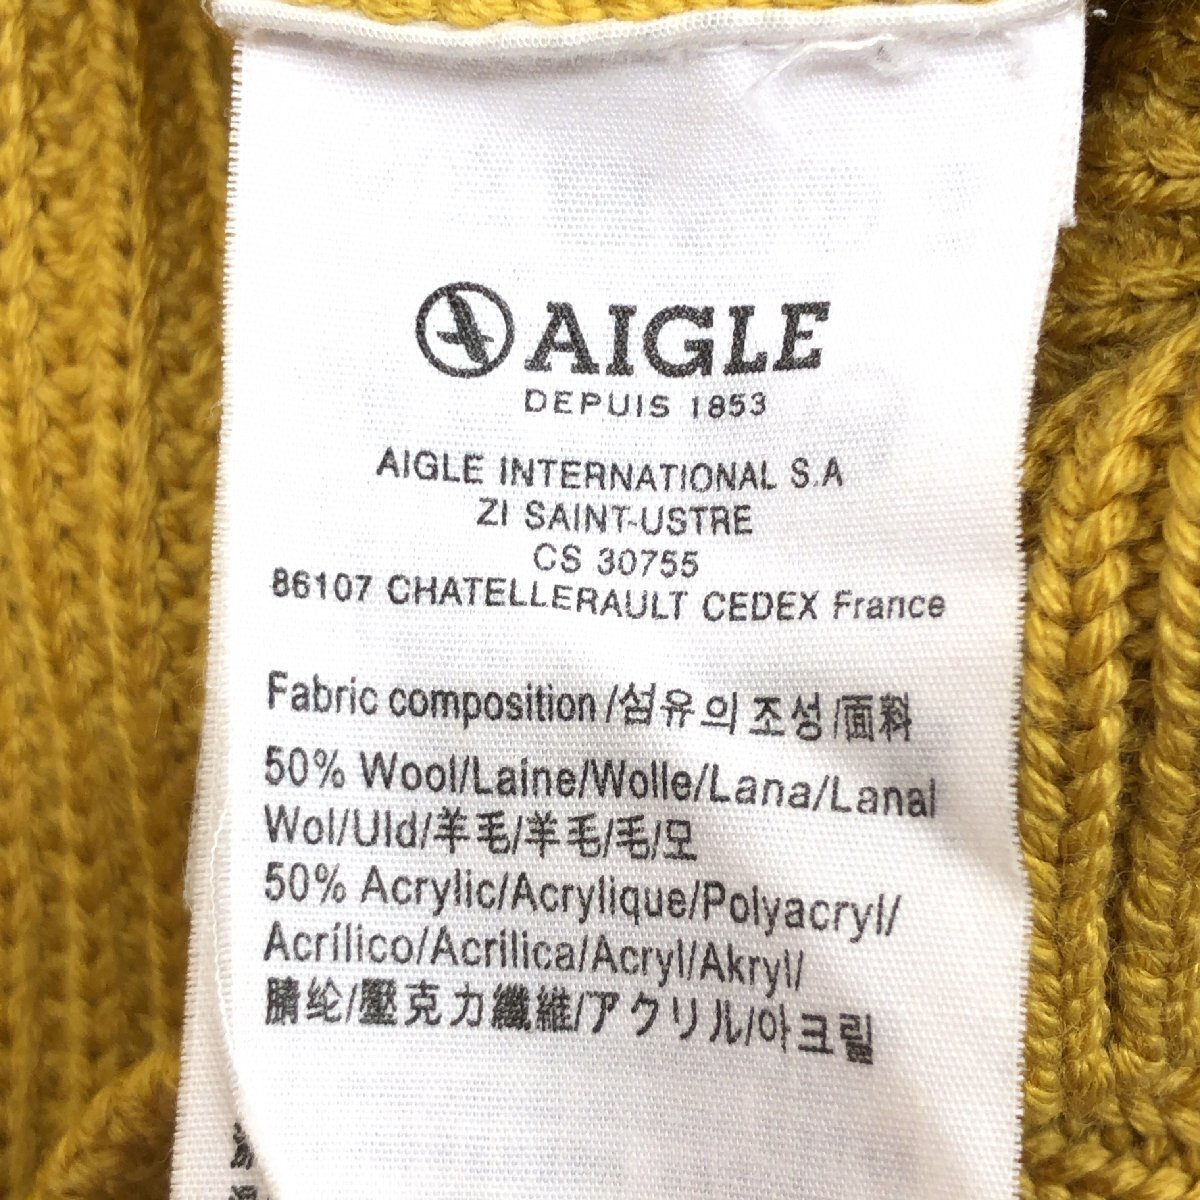 AIGLE
DEPUIS 1853
AIGLE INTERNATIONAL S.A
ZI SAINT-USTRE
CS 30755
86107 CHATELLERAULT CEDEX France
Fabric composition/섬유의 조성/面料
50% Wool/Laine/Wolle/Lana/Lanal
Wol/Uld/羊毛/羊毛/毛/모
50% Acrylic/Acrylique/Polyacryl/
Acrílico/Acrilica/Acryl/Akryl/
腈纶/壓克力纖維/アクリル/아크릴